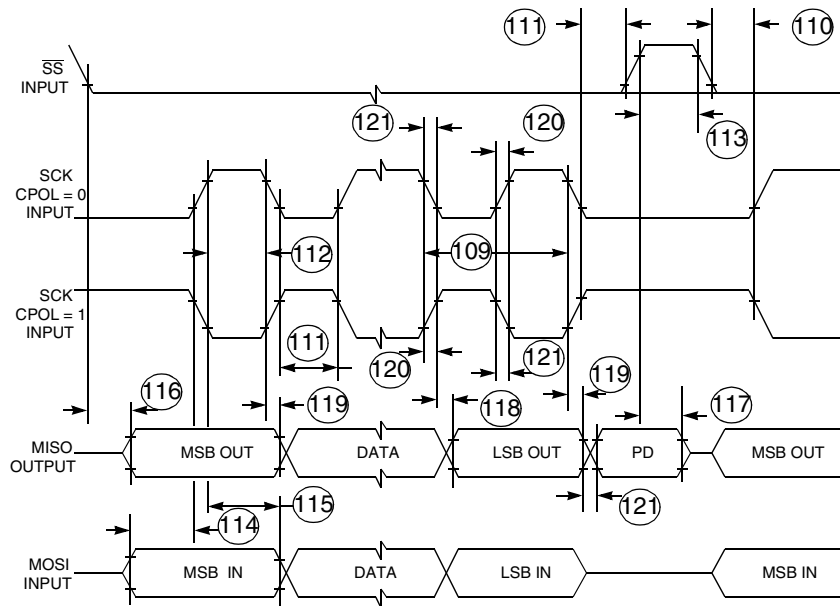 111
110
SS
INPUT
113
121
120
SCK
CPOL = 0
INPUT
112
109
SCK
CPOL = 1
INPUT
111
120
121
116
119
118
119
117
MISO
OUTPUT
MSB OUT
DATA
LSB OUT
PD
MSB OUT
115
121
114
MOSI
INPUT
MSB IN
DATA
LSB IN
MSB IN